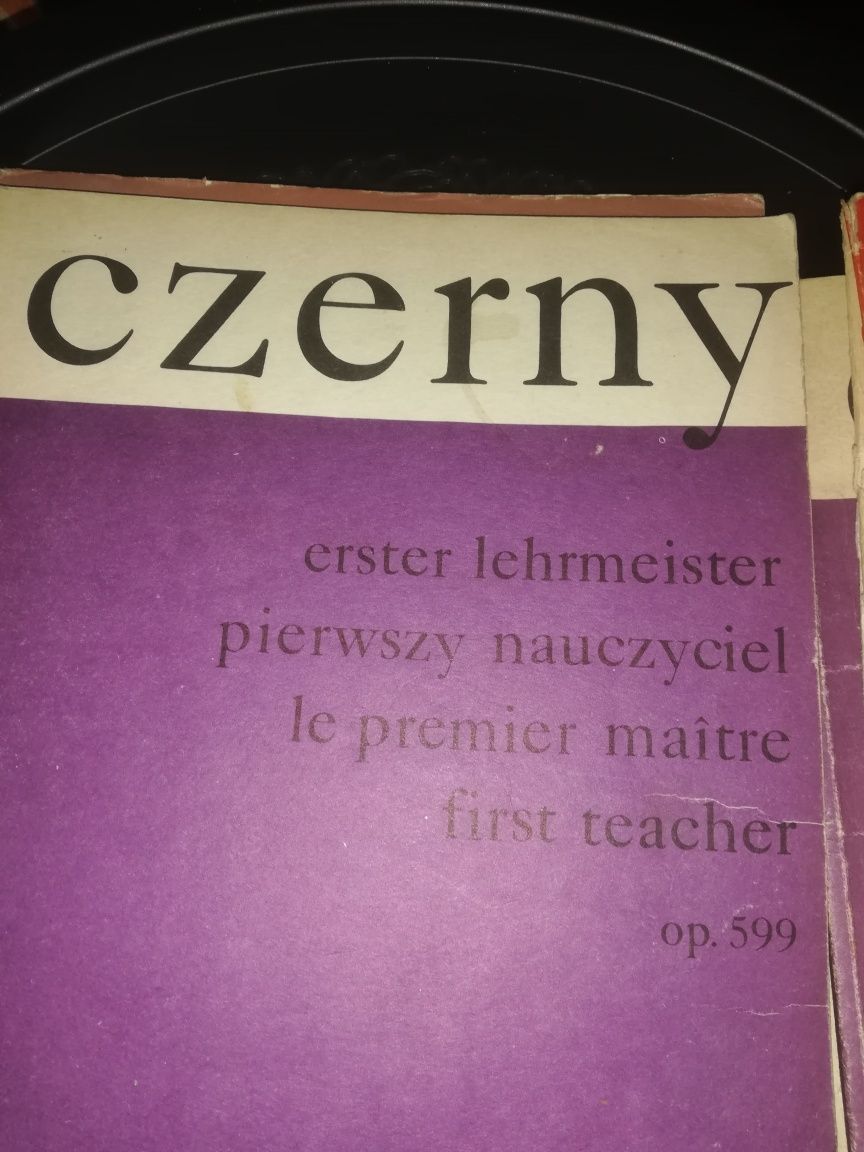 czerny
erster lehrmeister
pierwszy nauczyciel
le premier maître
first teacher
op. 599